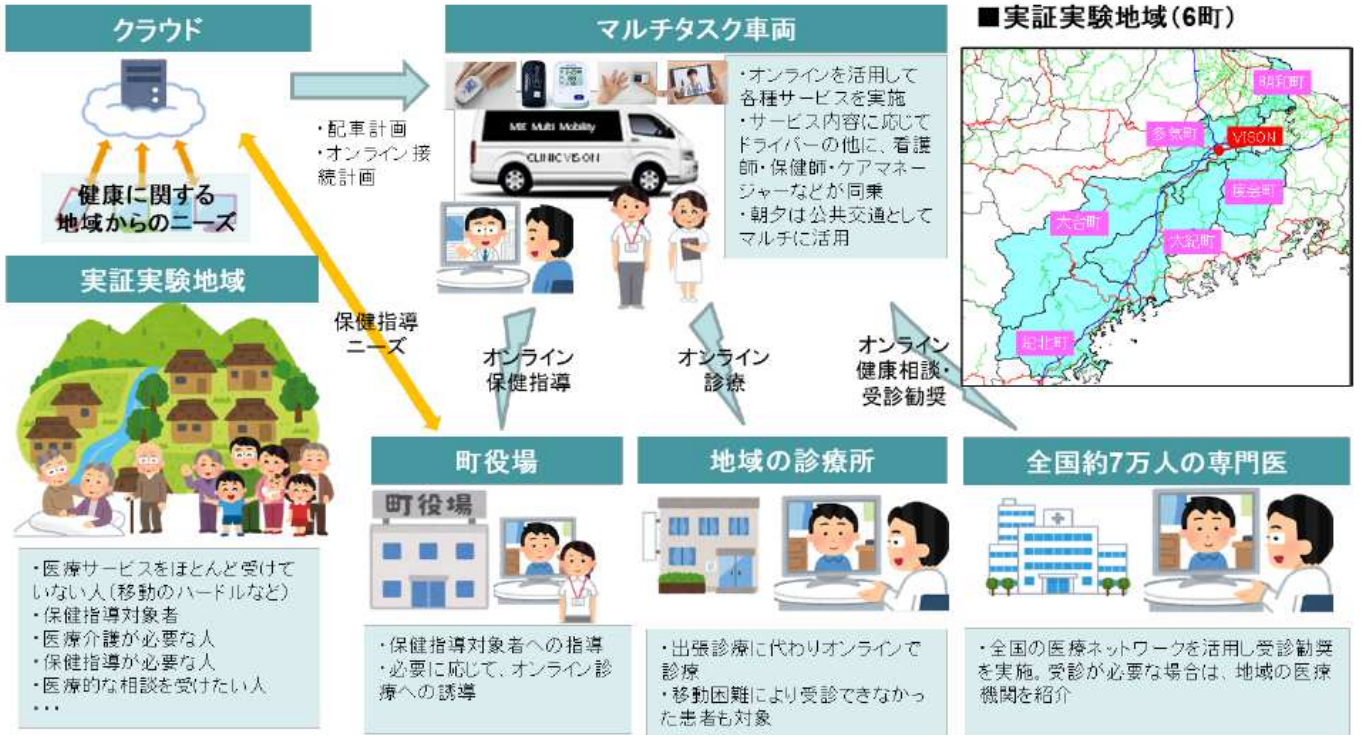 クラウド
健康に関する
地域からのニーズ
・配車計画
・オンライン接
続計画
マルチタスク車両
MIE Multi Mobility
CLINIC VISON
・オンラインを活用して
各種サービスを実施
・サービス内容に応じて
ドライバーの他に、看護
師・保健師・ケアマネー
ジャーなどが同乗
・朝夕は公共交通として
マルチに活用
■実証実験地域(6町)
明和町
多気町
VISON
度会町
大台町
大紀町
紀北町
実証実験地域
・医療サービスをほとんど受けて
いない人(移動のハードルなど)
・保健指導対象者
・医療介護が必要な人
・保健指導が必要な人
・医療的な相談を受けたい人
・・・
保健指導
ニーズ
オンライン
保健指導
オンライン
診療
オンライン
健康相談・
受診勧奨
町役場
町役場
・保健指導対象者への指導
・必要に応じて、オンライン診
療への誘導
地域の診療所
・出張診療に代わりオンラインで
診療
・移動困難により受診できなかっ
た患者も対象
全国約7万人の専門医
・全国の医療ネットワークを活用し受診勧奨
を実施。受診が必要な場合は、地域の医療
機関を紹介